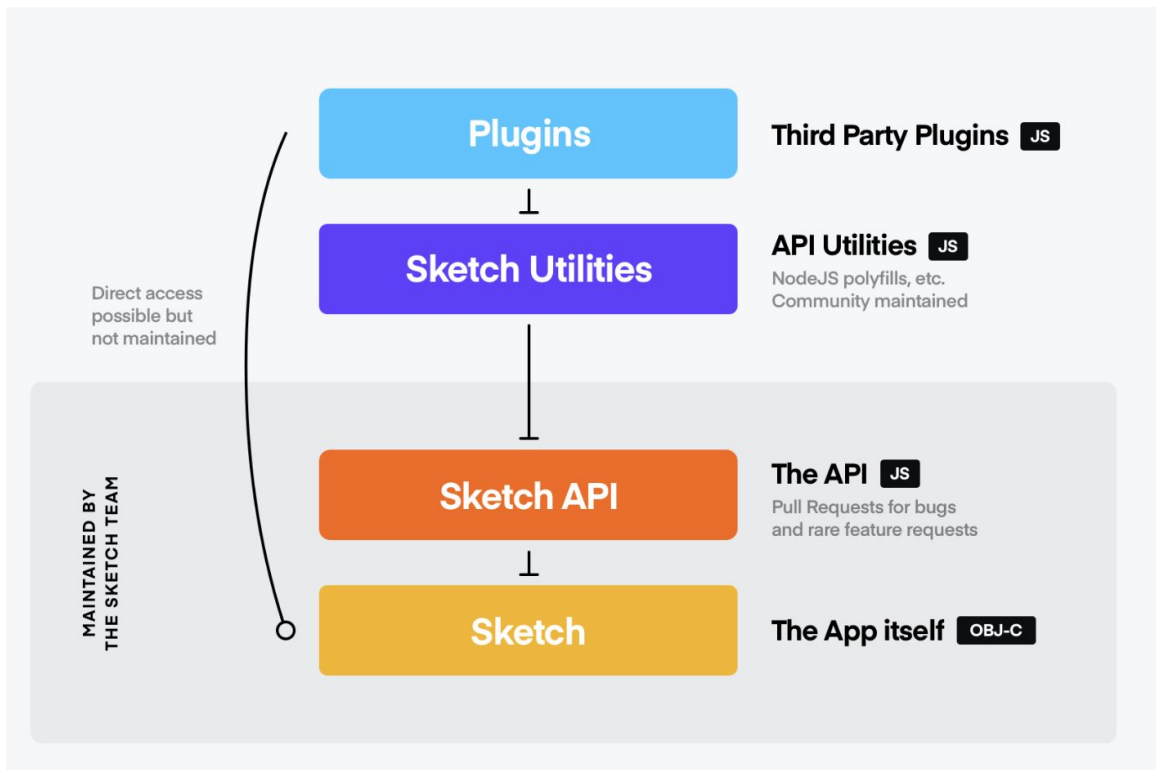 Plugins
Third Party Plugins JS
Sketch Utilities
API Utilities JS
NodeJS polyfills, etc.
Community maintained
Direct access
possible but
not maintained
MAINTAINED BY
THE SKETCH TEAM
Sketch API
The API JS
Pull Requests for bugs
and rare feature requests
Sketch
The App itself OBJ-C